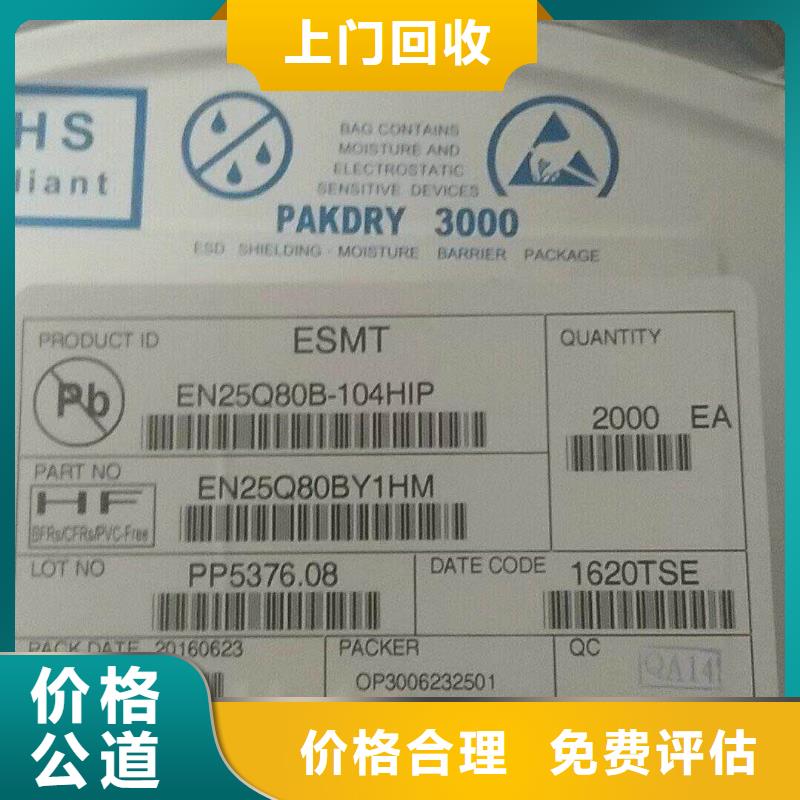 上门回收
HS
liant
BAG CONTAINS
MOISTURE AND
ELECTROSTATIC
SENSITIVE DEVICES
PAKDRY 3000
ESD SHIELDING - MOISTURE BARRIER PACKAGE
PRODUCT ID
ESMT
QUANTITY
Pb
EN25Q80B-104HIP
2000 EA
PART NO
HF
BFRs/CFRs/PVC-Free
EN25Q80BY1HM
LOT NO
PP5376.08
DATE CODE
1620TSE
PACK DATE 20160623
PACKER
QC
OP3006232501
QA14
价格
公道
价格合理 免费评估